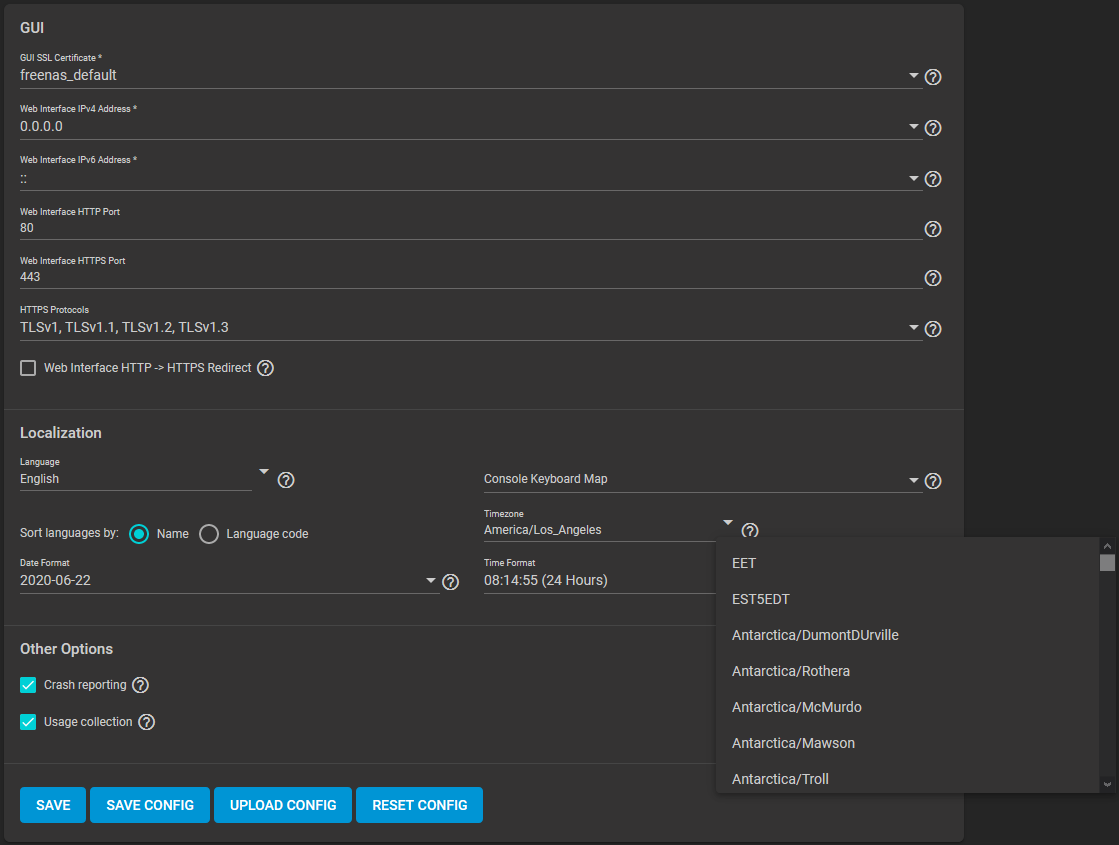 GUI
GUI SSL Certificate *
freenas_default
Web Interface IPv4 Address *
0.0.0.0
Web Interface IPv6 Address *
::
Web Interface HTTP Port
80
Web Interface HTTPS Port
443
HTTPS Protocols
TLSv1, TLSv1.1, TLSv1.2, TLSv1.3
Web Interface HTTP -> HTTPS Redirect
Localization
Language
English
Console Keyboard Map
Sort languages by: Name Language code
Timezone
America/Los_Angeles
Date Format
2020-06-22
Time Format
08:14:55 (24 Hours)
EET
EST5EDT
Antarctica/DumontDUrville
Antarctica/Rothera
Antarctica/McMurdo
Antarctica/Mawson
Antarctica/Troll
Other Options
Crash reporting
Usage collection
SAVE SAVE CONFIG UPLOAD CONFIG RESET CONFIG